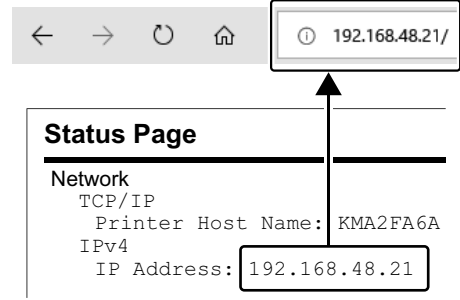 192.168.48.21/
Status Page
Network
TCP/IP
Printer Host Name: KMA2FA6A
IPv4
IP Address: 192.168.48.21